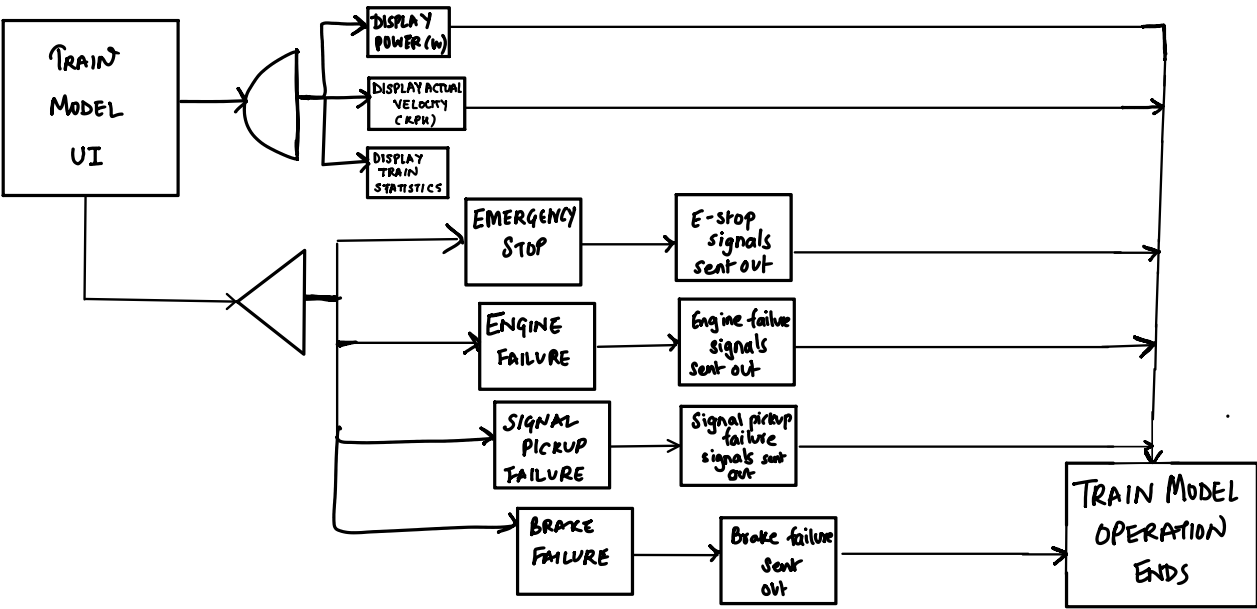 TRAIN
MODEL
UI
DISPLAY
POWER (W)
DISPLAY ACTUAL
VELOCITY
(KPH)
DISPLAY
TRAIN
STATISTICS
EMERGENCY
STOP
E-stop
signals
sent out
ENGINE
FAILURE
Engine failure
signals
sent out
SIGNAL
PICKUP
FAILURE
Signal pickup
failure
signals sent
out
BRAKE
FAILURE
Brake failure
sent
out
TRAIN MODEL
OPERATION
ENDS